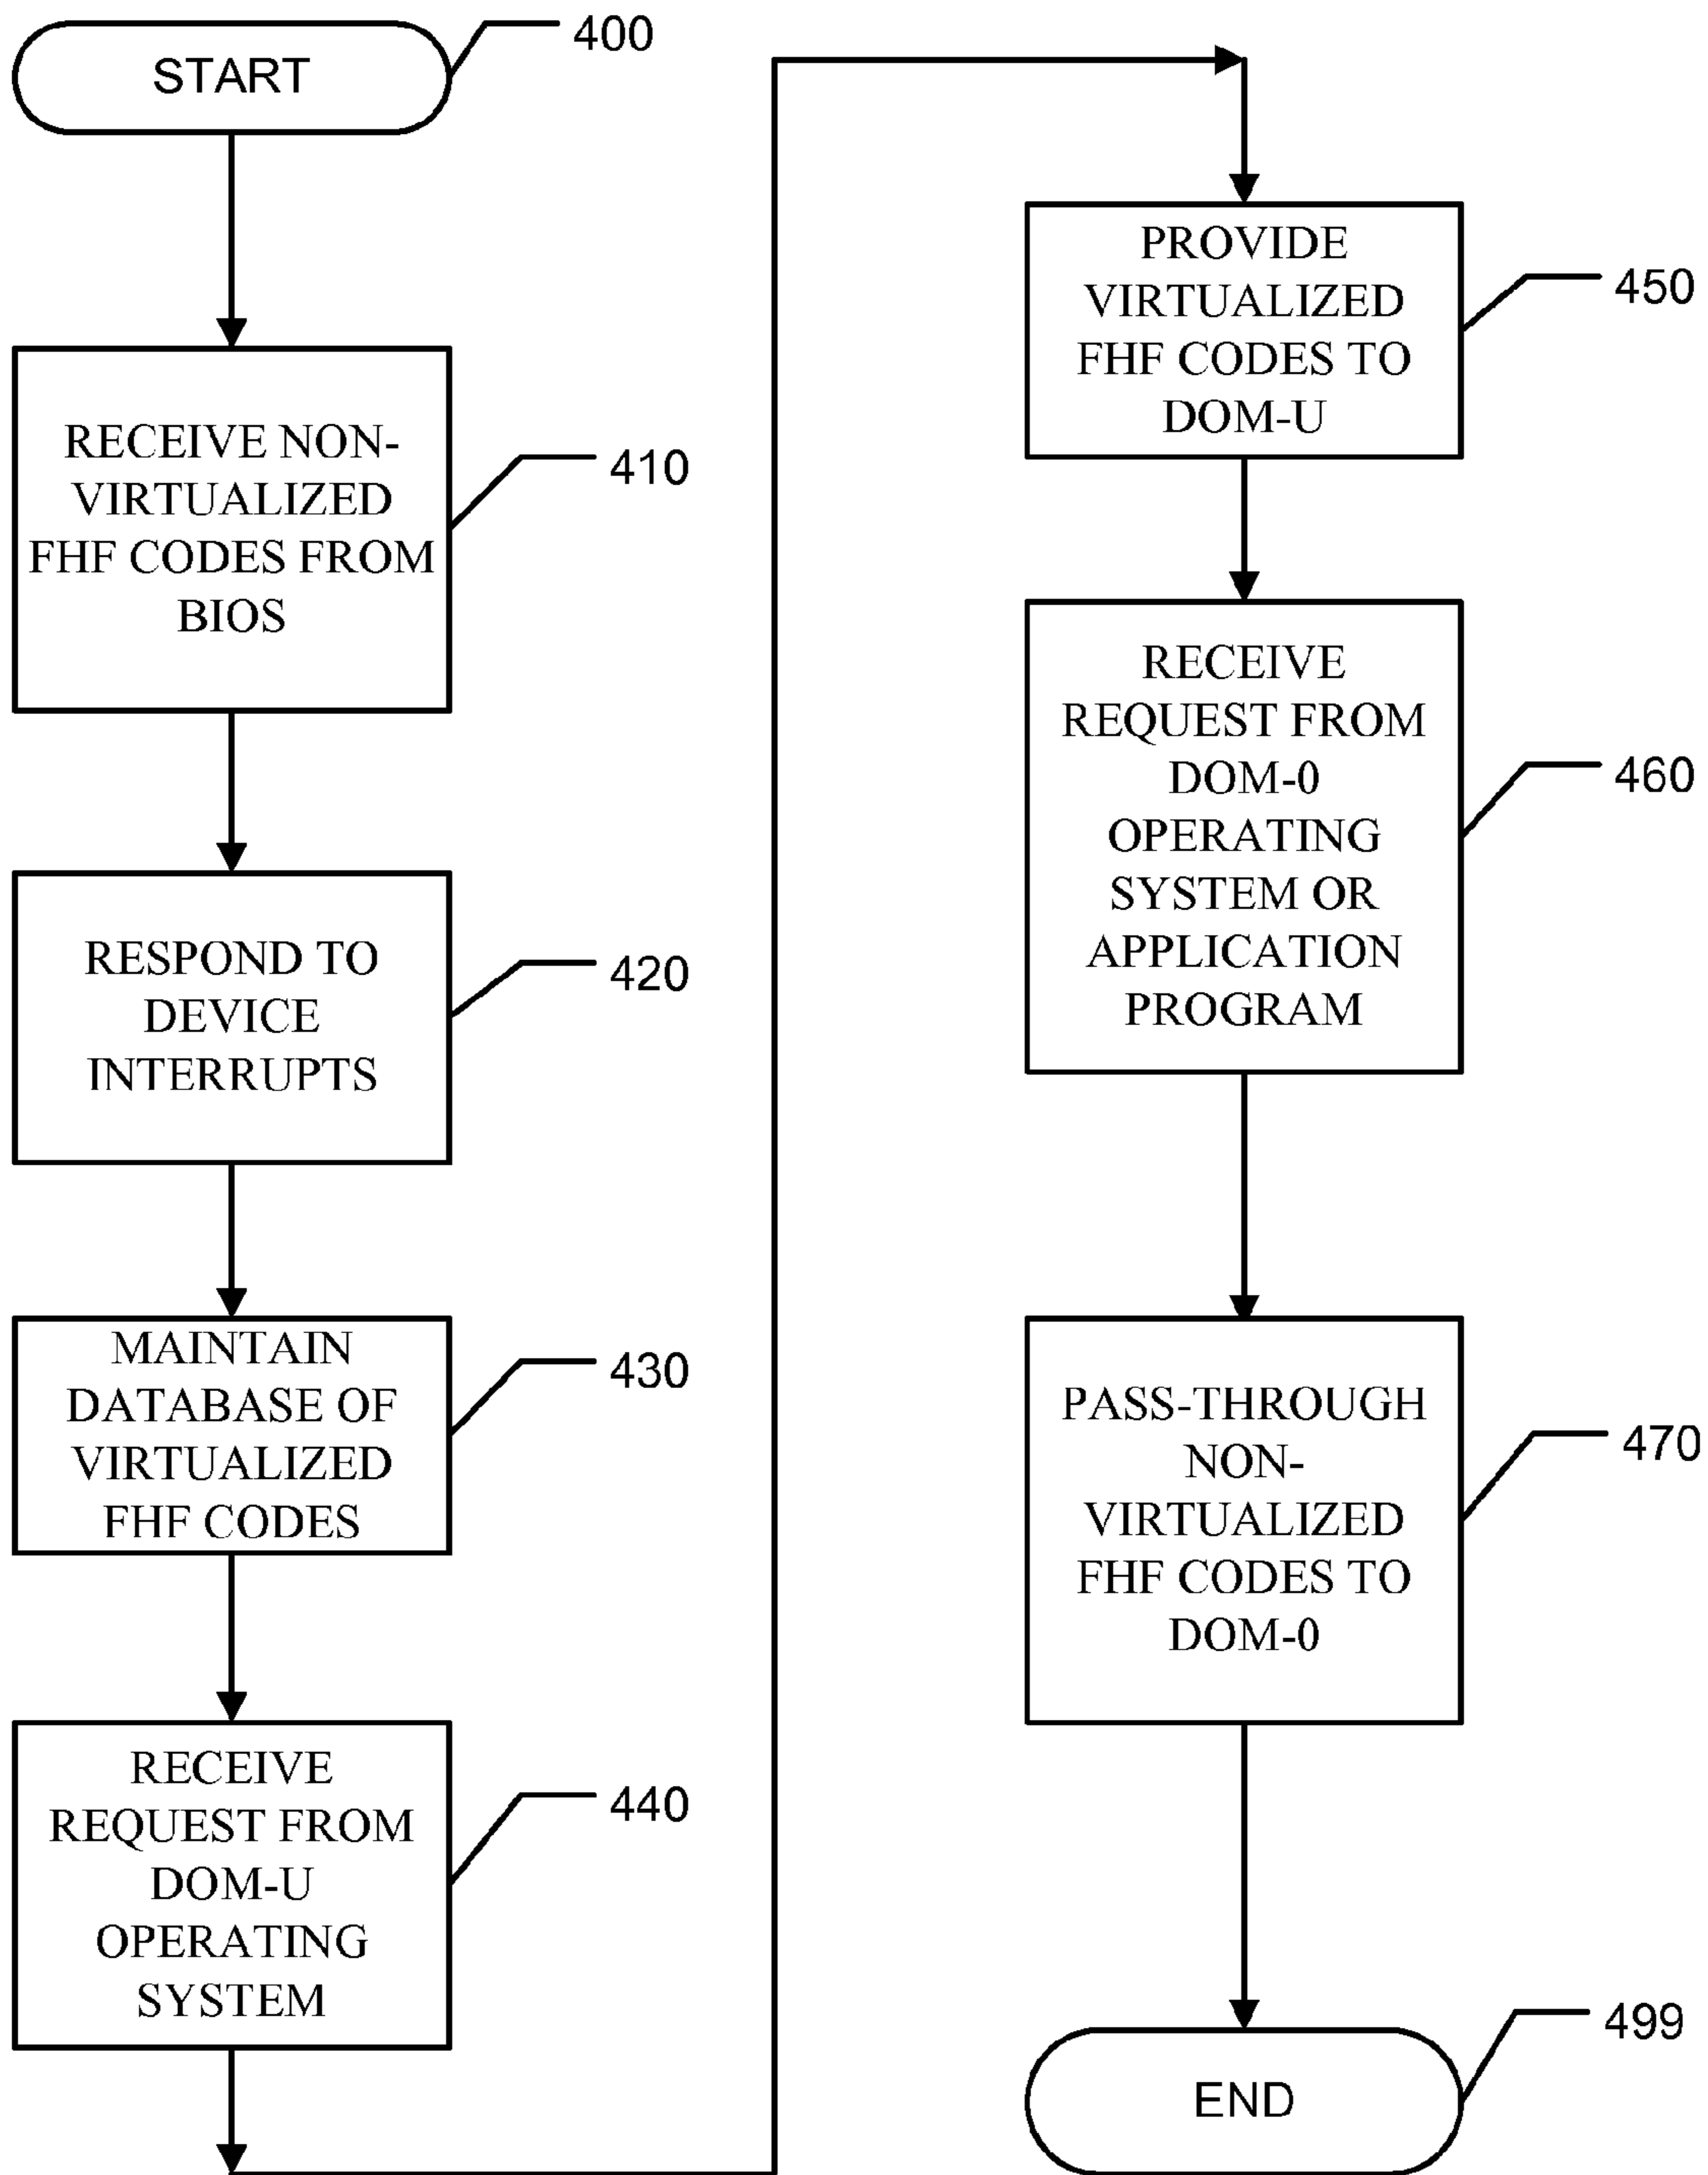 START
400
RECEIVE NON-
VIRTUALIZED
FHF CODES FROM
BIOS
410
RESPOND TO
DEVICE
INTERRUPTS
420
MAINTAIN
DATABASE OF
VIRTUALIZED
FHF CODES
430
RECEIVE
REQUEST FROM
DOM-U
OPERATING
SYSTEM
440
PROVIDE
VIRTUALIZED
FHF CODES TO
DOM-U
450
RECEIVE
REQUEST FROM
DOM-0
OPERATING
SYSTEM OR
APPLICATION
PROGRAM
460
PASS-THROUGH
NON-
VIRTUALIZED
FHF CODES TO
DOM-0
470
END
499